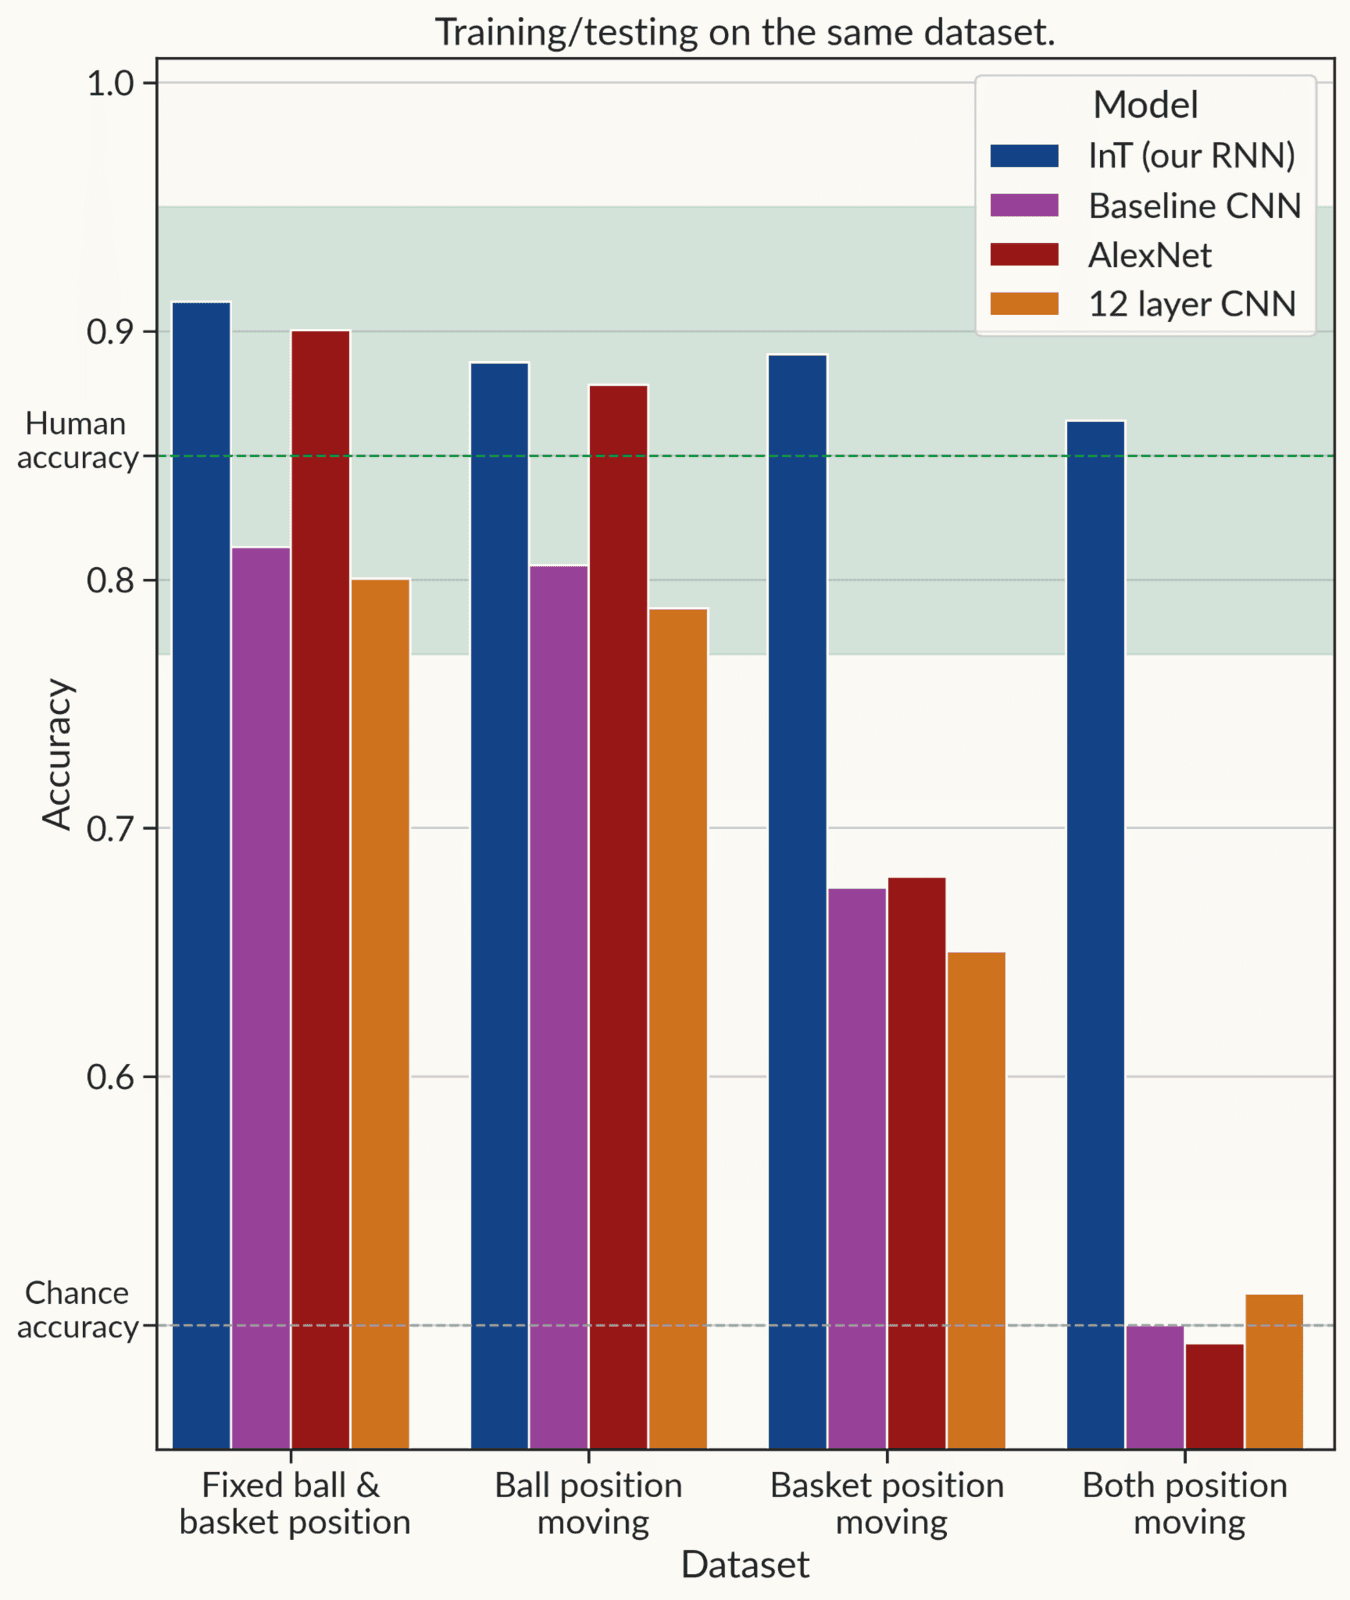 Training/testing on the same dataset.
Model
InT (our RNN)
Baseline CNN
AlexNet
12 layer CNN
1.0
0.9
Human
accuracy
0.8
Accuracy
0.7
0.6
Chance
accuracy
Fixed ball &
basket position
Ball position
moving
Basket position
moving
Both position
moving
Dataset